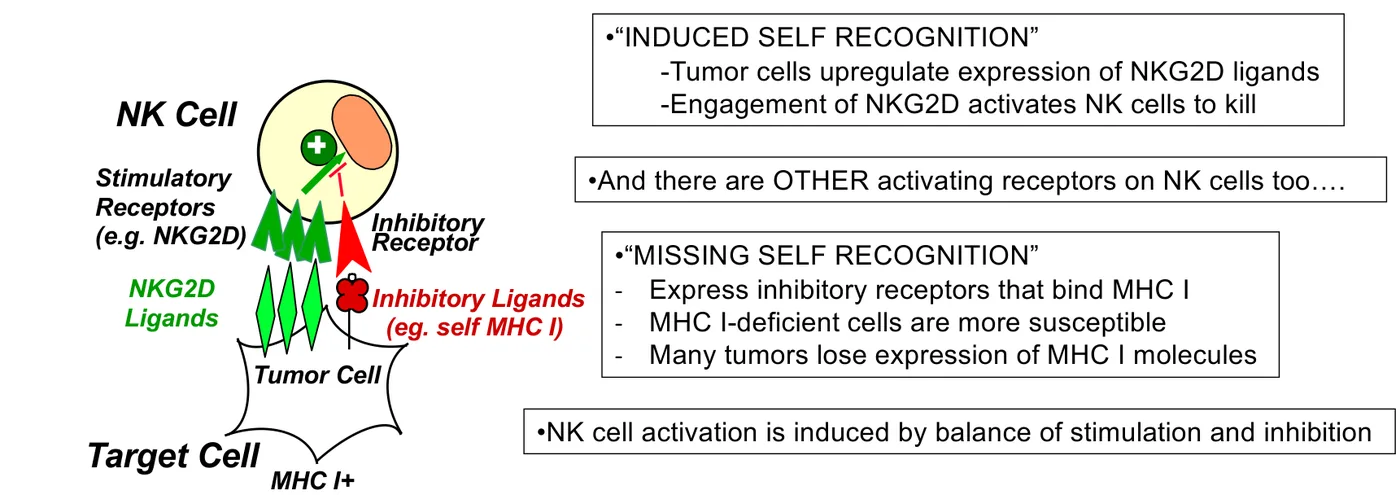 NK Cell
Stimulatory
Receptors
(e.g. NKG2D)
Inhibitory
Receptor
NKG2D
Ligands
Inhibitory Ligands
(eg. self MHC I)
Tumor Cell
Target Cell
MHC I+
•“INDUCED SELF RECOGNITION”
-Tumor cells upregulate expression of NKG2D ligands
-Engagement of NKG2D activates NK cells to kill
•And there are OTHER activating receptors on NK cells too….
•“MISSING SELF RECOGNITION”
- Express inhibitory receptors that bind MHC I
- MHC I-deficient cells are more susceptible
- Many tumors lose expression of MHC I molecules
•NK cell activation is induced by balance of stimulation and inhibition